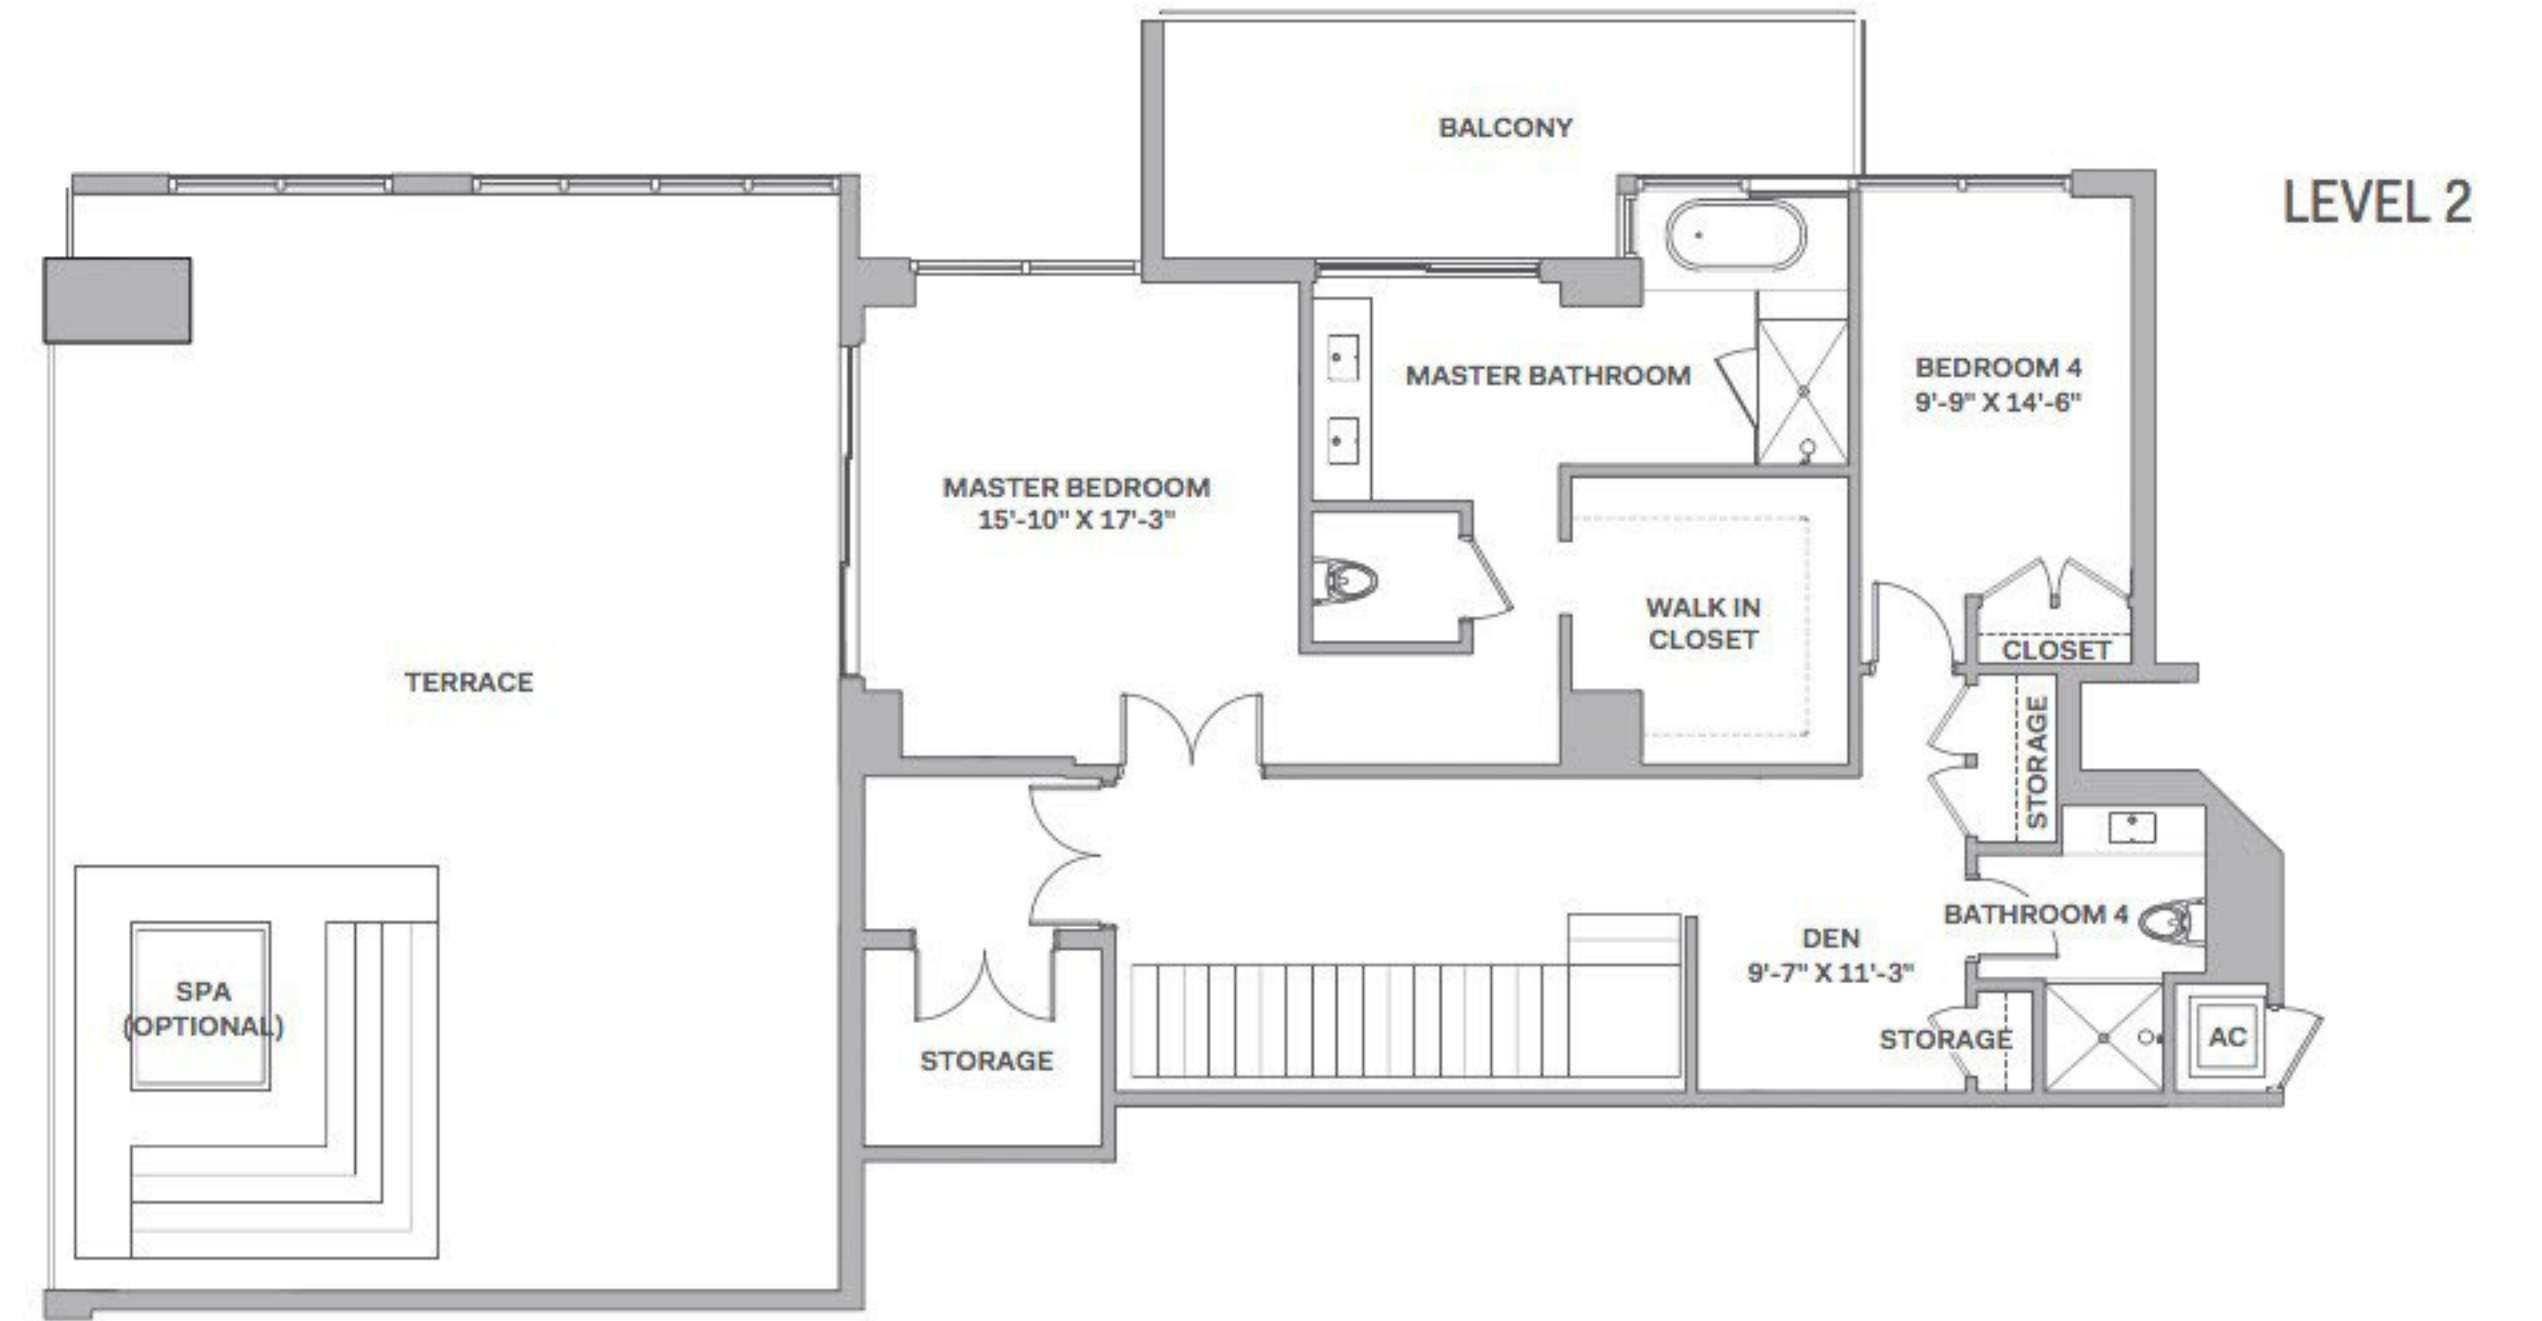 BALCONY
LEVEL 2
MASTER BATHROOM
BEDROOM 4
9'-9" X 14'-6"
MASTER BEDROOM
15'-10" X 17'-3"
WALK IN
CLOSET
CLOSET
TERRACE
STORAGE
BATHROOM 4
DEN
9'-7" X 11'-3"
SPA
(OPTIONAL)
STORAGE
STORAGE
AC